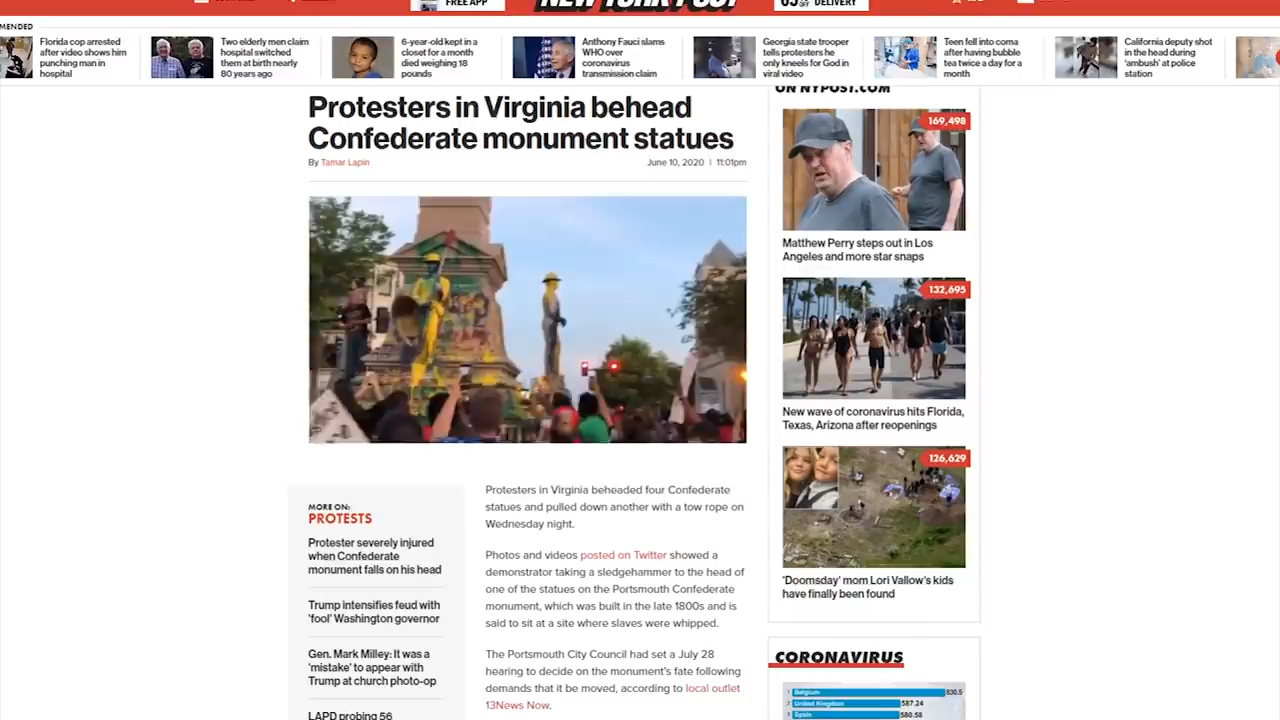 FREE APP
NEW YORK POST
DELIVERY
MENDED
Florida cop arrested
after video shows him
punching man in
hospital
Two elderly men claim
hospital switched
them at birth nearly
80 years ago
6-year-old kept in a
closet for a month
died weighing 18
pounds
Anthony Fauci slams
WHO over
coronavirus
transmission claim
Georgia state trooper
tells protesters he
only kneels for God in
viral video
Teen fell into coma
after having bubble
tea twice a day for a
month
California deputy shot
in the head during
'ambush' at police
station
Protesters in Virginia behead
Confederate monument statues
By Tamar Lapin
June 10, 2020 | 11:01pm
MORE ON:
PROTESTS
Protester severely injured
when Confederate
monument falls on his head
Trump intensifies feud with
'fool' Washington governor
Gen. Mark Milley: It was a
'mistake' to appear with
Trump at church photo-op
LAPD probing 56
Protesters in Virginia beheaded four Confederate
statues and pulled down another with a tow rope on
Wednesday night.
Photos and videos posted on Twitter showed a
demonstrator taking a sledgehammer to the head of
one of the statues on the Portsmouth Confederate
monument, which was built in the late 1800s and is
said to sit at a site where slaves were whipped.
The Portsmouth City Council had set a July 28
hearing to decide on the monument's fate following
demands that it be moved, according to local outlet
13News Now.
ON NYPOST.COM
169,498
Matthew Perry steps out in Los
Angeles and more star snaps
132,695
New wave of coronavirus hits Florida,
Texas, Arizona after reopenings
126,629
'Doomsday' mom Lori Vallow's kids
have finally been found
CORONAVIRUS
1 Belgium 830.5
2 United Kingdom 587.24
3 Spain 580.58